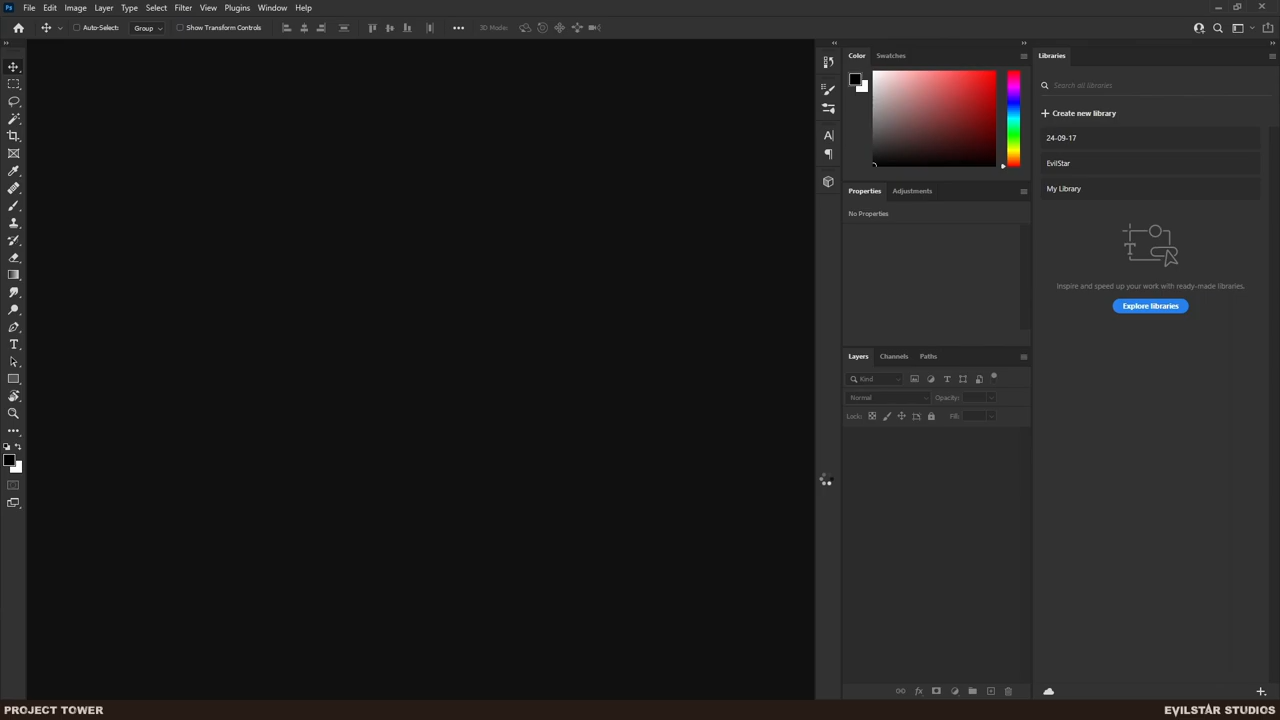 Ps File Edit Image Layer Type Select Filter View Plugins Window Help
Auto-Select: Group Show Transform Controls 3D Mode:
Color Swatches
Libraries
Search all libraries
Create new library
24-09-17
EvilStar
My Library
Properties Adjustments
No Properties
Inspire and speed up your work with ready-made libraries.
Explore libraries
Layers Channels Paths
Kind
Normal Opacity:
Lock: Fill:
PROJECT TOWER
EVILSTAR STUDIOS